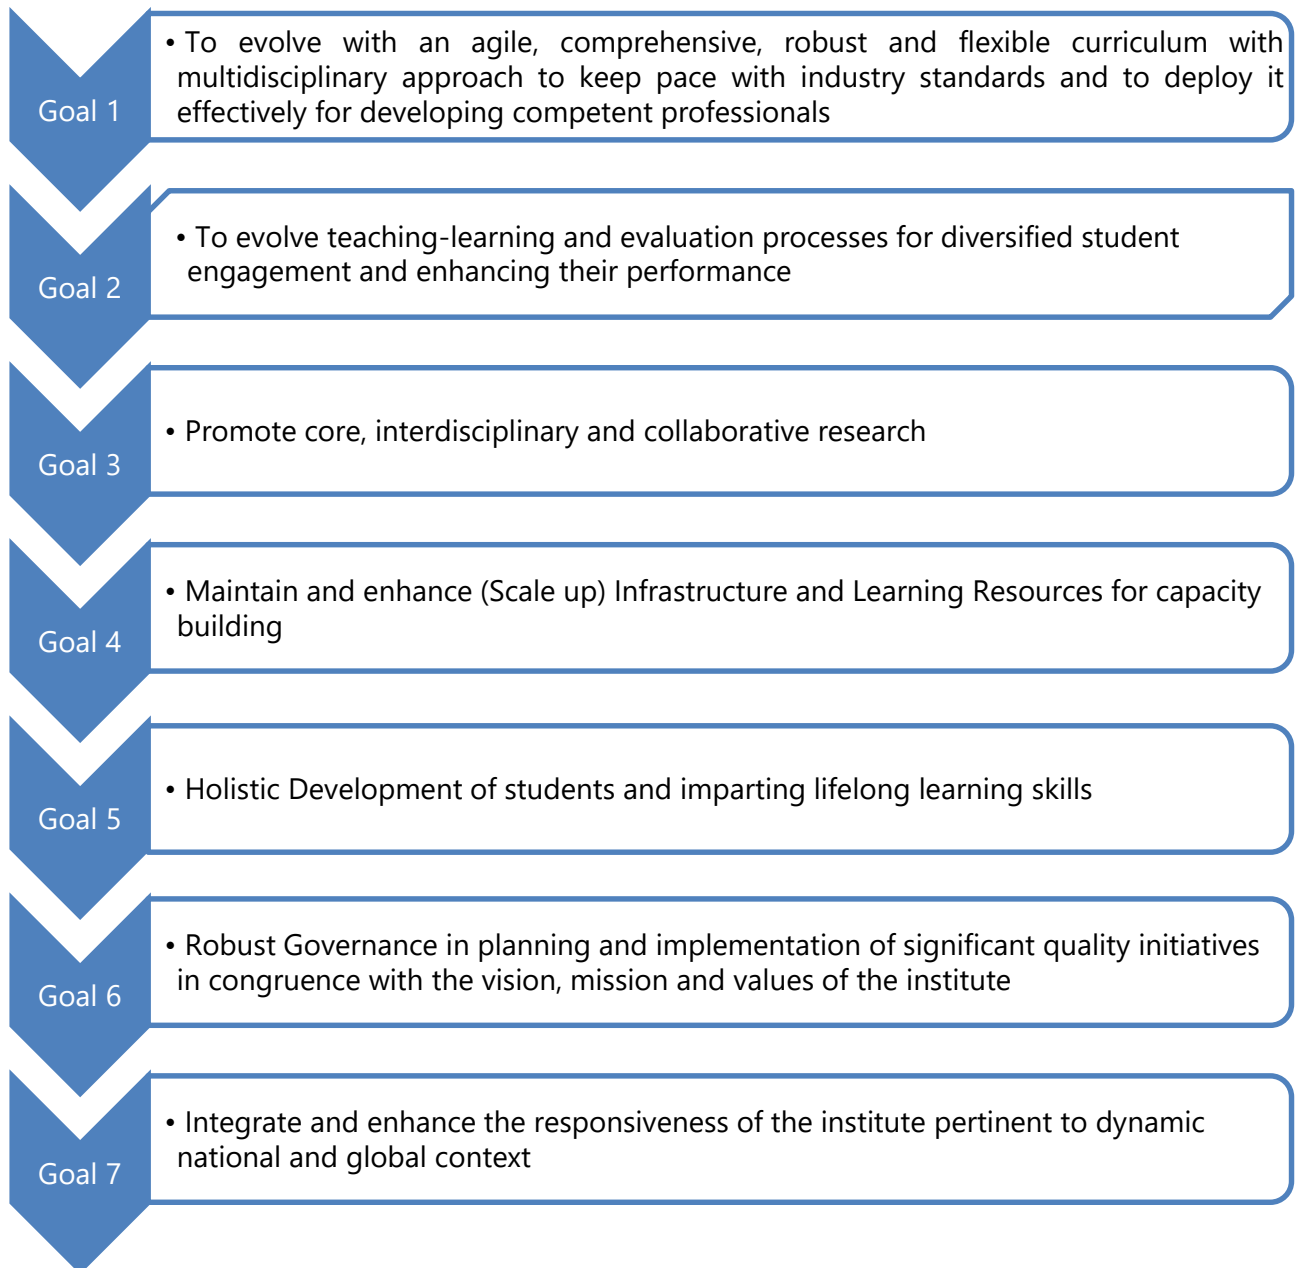 Goal 1
• To evolve with an agile, comprehensive, robust and flexible curriculum with
multidisciplinary approach to keep pace with industry standards and to deploy it
effectively for developing competent professionals
Goal 2
• To evolve teaching-learning and evaluation processes for diversified student
engagement and enhancing their performance
Goal 3
• Promote core, interdisciplinary and collaborative research
Goal 4
• Maintain and enhance (Scale up) Infrastructure and Learning Resources for capacity
building
Goal 5
• Holistic Development of students and imparting lifelong learning skills
Goal 6
• Robust Governance in planning and implementation of significant quality initiatives
in congruence with the vision, mission and values of the institute
Goal 7
• Integrate and enhance the responsiveness of the institute pertinent to dynamic
national and global context